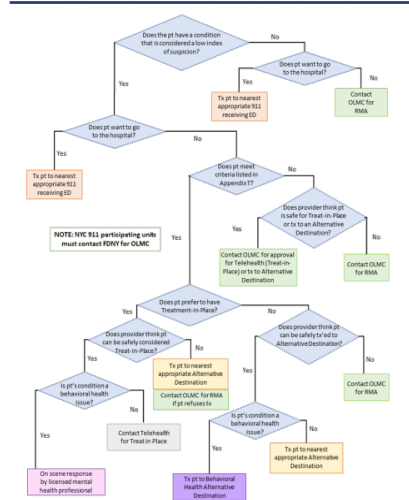 Does the pt have a condition
that is considered a low index
of suspicion?
No
Yes
Does pt want to go
to the hospital?
Yes
No
Tx pt to nearest
appropriate 911
receiving ED
Contact
OLMC for
RMA
Does pt want to go
to the hospital?
Yes
No
Tx pt to nearest
appropriate 911
receiving ED
Does pt meet
criteria listed in
Appendix T?
No
Yes
NOTE: NYC 911 participating units
must contact FDNY for OLMC
Does provider think pt
is safe for Treat-in-Place
or tx to an Alternative
Destination?
Yes
No
Contact OLMC for approval
for Telehealth (Treat-in-
Place) or tx to Alternative
Destination
Contact OLMC
for RMA
Does pt prefer to have
Treatment-in-Place?
Yes
No
Does provider think pt
can be safely considered
Treat-in-Place?
Yes
No
Does provider think pt
can be safely tx'ed to
Alternative Destination?
Yes
No
Tx pt to nearest
appropriate Alternative
Destination
Contact OLMC for RMA
if pt refuses tx
Contact OLMC
for RMA
Is pt's condition a
behavioral health
issue?
Yes
No
Contact Telehealth
for Treat in Place
On scene response
by licensed mental
health professional
Is pt's condition a
behavioral health
issue?
Yes
No
Tx pt to nearest
appropriate Alternative
Destination
Tx pt to Behavioral
Health Alternative
Destination